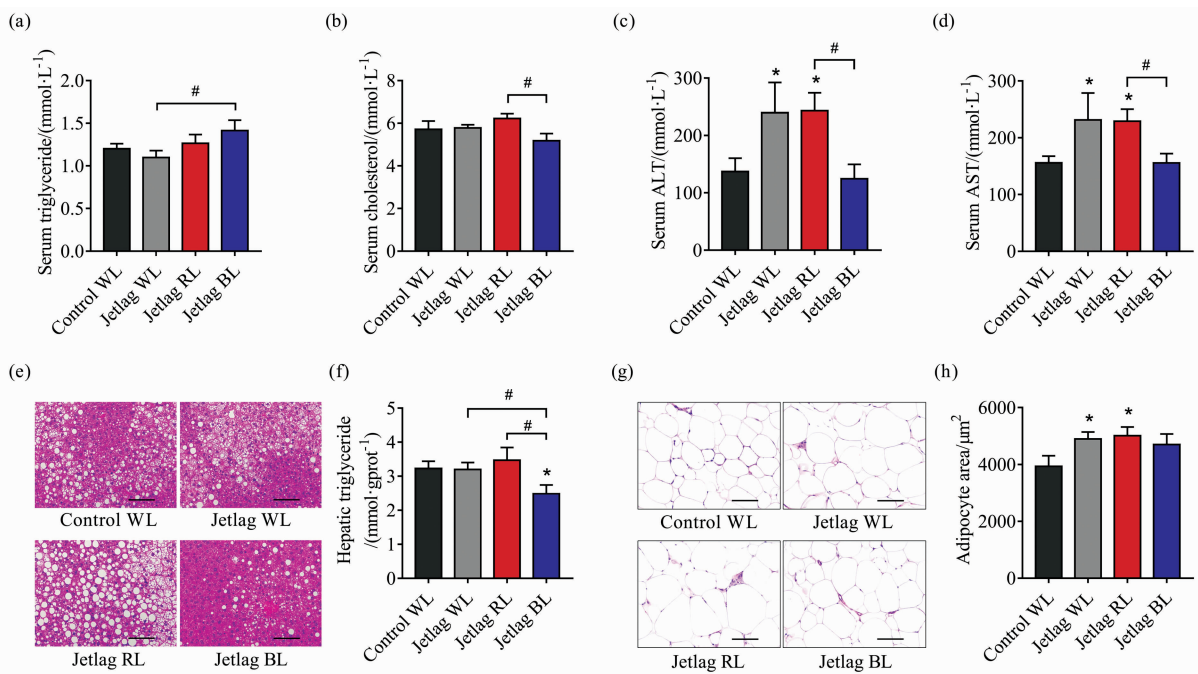 (a)
Serum triglyceride/(mmol·L⁻¹)
2.0
1.5
1.0
0.5
0.0
#
Control WL
Jetlag WL
Jetlag RL
Jetlag BL
(b)
Serum cholesterol/(mmol·L⁻¹)
8
6
4
2
0
#
Control WL
Jetlag WL
Jetlag RL
Jetlag BL
(c)
Serum ALT/(mmol·L⁻¹)
300
200
100
0
*
*
#
Control WL
Jetlag WL
Jetlag RL
Jetlag BL
(d)
Serum AST/(mmol·L⁻¹)
300
200
100
0
*
*
#
Control WL
Jetlag WL
Jetlag RL
Jetlag BL
(e)
Control WL
Jetlag WL
Jetlag RL
Jetlag BL
(f)
Hepatic triglyceride
/(mmol·gprot⁻¹)
5
4
3
2
1
0
#
#
*
Control WL
Jetlag WL
Jetlag RL
Jetlag BL
(g)
Control WL
Jetlag WL
Jetlag RL
Jetlag BL
(h)
Adipocyte area/μm²
6000
4000
2000
0
*
*
Control WL
Jetlag WL
Jetlag RL
Jetlag BL